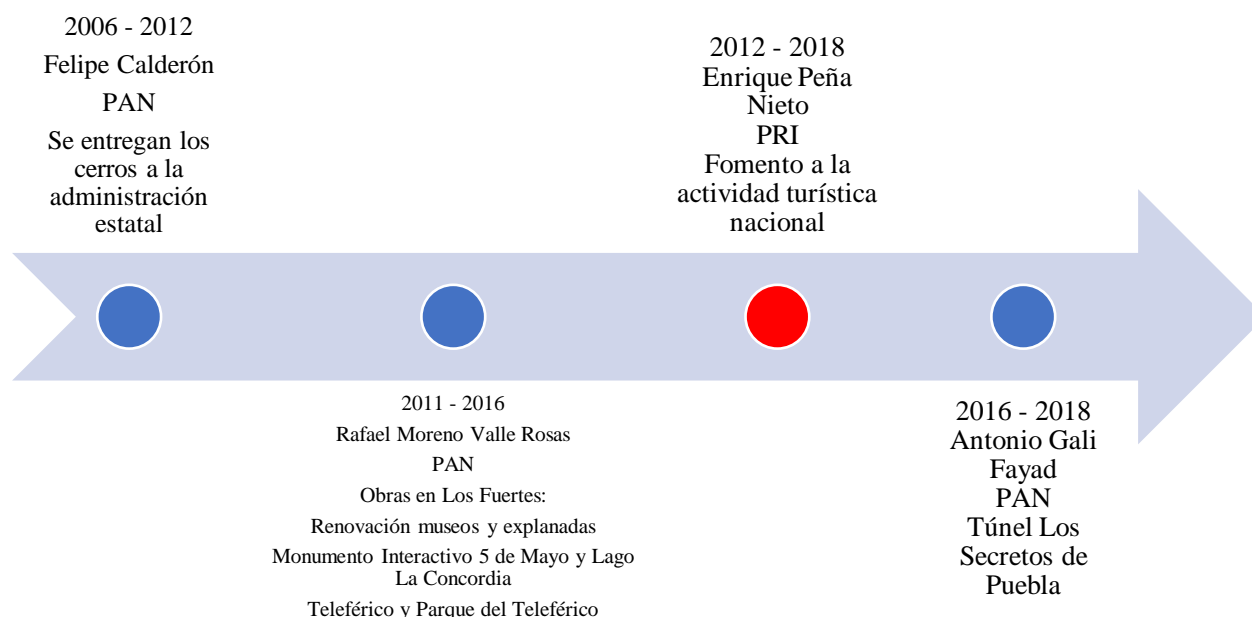 2006 - 2012
Felipe Calderón
PAN
Se entregan los
cerros a la
administración
estatal
2011 - 2016
Rafael Moreno Valle Rosas
PAN
Obras en Los Fuertes:
Renovación museos y explanadas
Monumento Interactivo 5 de Mayo y Lago
La Concordia
Teleférico y Parque del Teleférico
2012 - 2018
Enrique Peña
Nieto
PRI
Fomento a la
actividad turística
nacional
2016 - 2018
Antonio Gali
Fayad
PAN
Túnel Los
Secretos de
Puebla